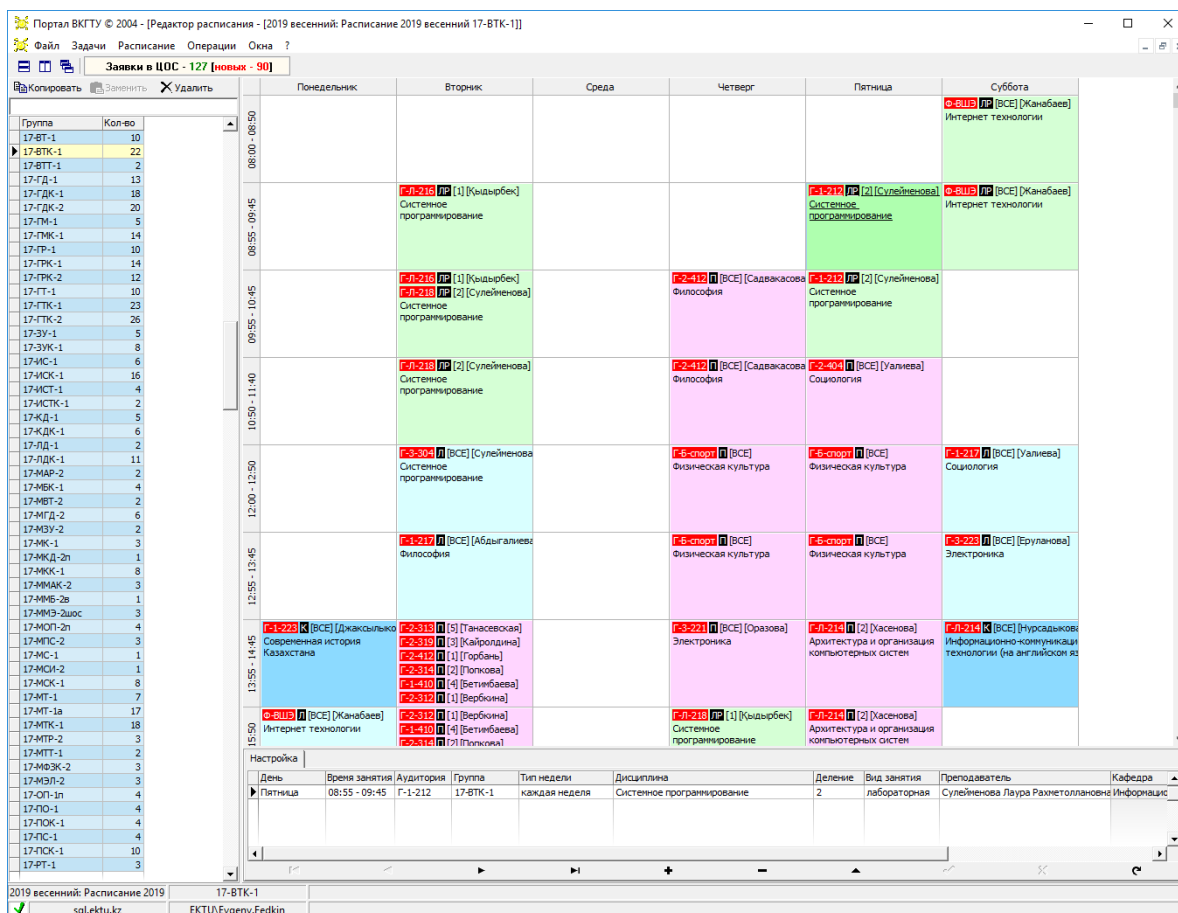 Портал ВКГТУ © 2004 - [Редактор расписания - [2019 весенний: Расписание 2019 весенний 17-ВТК-1]]
Файл Задачи Расписание Операции Окна ?
Заявки в ЦОС - 127 [новых - 90]
Копировать Заменить Удалить
Группа Кол-во
17-ВТ-1 10
17-ВТК-1 22
17-ВТТ-1 2
17-ГД-1 13
17-ГДК-1 18
17-ГДК-2 20
17-ГМ-1 5
17-ГМК-1 14
17-ГР-1 10
17-ГРК-1 14
17-ГРК-2 12
17-ГТ-1 10
17-ГТК-1 23
17-ГТК-2 26
17-ЗУ-1 5
17-ЗУК-1 8
17-ИС-1 6
17-ИСК-1 16
17-ИСТ-1 4
17-ИСТК-1 2
17-КД-1 5
17-КДК-1 6
17-ЛД-1 2
17-ЛДК-1 11
17-МАР-2 2
17-МБК-1 4
17-МВТ-2 2
17-МГД-2 6
17-МЗУ-2 2
17-МК-1 3
17-МКД-2п 1
17-МКК-1 8
17-ММАК-2 3
17-ММБ-2в 1
17-ММЭ-2шос 3
17-МОП-2п 4
17-МПС-2 3
17-МС-1 1
17-МСИ-2 1
17-МСК-1 8
17-МТ-1 7
17-МТ-1а 17
17-МТК-1 18
17-МТР-2 3
17-МТТ-1 2
17-МФЗК-2 3
17-МЭЛ-2 3
17-ОП-1п 4
17-ПО-1 4
17-ПОК-1 4
17-ПС-1 4
17-ПСК-1 10
17-РТ-1 3
Понедельник Вторник Среда Четверг Пятница Суббота
08:00 - 08:50
Ф-ВШЭ ЛР [ВСЕ] [Жанабаев]
Интернет технологии
08:55 - 09:45
Г-Л-216 ЛР [1] [Қыдырбек]
Системное
программирование
Г-1-212 ЛР [2] [Сулейменова]
Системное
программирование
Ф-ВШЭ ЛР [ВСЕ] [Жанабаев]
Интернет технологии
09:55 - 10:45
Г-Л-216 ЛР [1] [Қыдырбек]
Г-Л-218 ЛР [2] [Сулейменова]
Системное
программирование
Г-2-412 П [ВСЕ] [Садвакасова
Философия
Г-1-212 ЛР [2] [Сулейменова]
Системное
программирование
10:50 - 11:40
Г-Л-218 ЛР [2] [Сулейменова]
Системное
программирование
Г-2-412 П [ВСЕ] [Садвакасова
Философия
Г-2-404 П [ВСЕ] [Уалиева]
Социология
12:00 - 12:50
Г-3-304 Л [ВСЕ] [Сулейменова
Системное
программирование
Г-Б-спорт П [ВСЕ]
Физическая культура
Г-Б-спорт П [ВСЕ]
Физическая культура
Г-1-217 Л [ВСЕ] [Уалиева]
Социология
12:55 - 13:45
Г-1-217 Л [ВСЕ] [Абдыгалиева
Философия
Г-Б-спорт П [ВСЕ]
Физическая культура
Г-Б-спорт П [ВСЕ]
Физическая культура
Г-3-223 Л [ВСЕ] [Еруланова]
Электроника
13:55 - 14:45
Г-1-223 К [ВСЕ] [Джаксылыко
Современная история
Казахстана
Г-2-313 П [5] [Танасевская]
Г-2-319 П [3] [Кайролдина]
Г-2-412 П [1] [Горбань]
Г-2-314 П [2] [Попкова]
Г-1-410 П [4] [Бетимбаева]
Г-2-312 П [1] [Вербкина]
Г-3-221 П [ВСЕ] [Оразова]
Электроника
Г-Л-214 П [2] [Хасенова]
Архитектура и организация
компьютерных систем
Г-Л-214 К [ВСЕ] [Нурсадыкова
Информационно-коммуникаци
технологии (на английском яз
15:50
Ф-ВШЭ Л [ВСЕ] [Жанабаев]
Интернет технологии
Г-2-312 П [1] [Вербкина]
Г-1-410 П [4] [Бетимбаева]
Г-2-314 П [2] [Попкова]
Г-Л-218 ЛР [1] [Қыдырбек]
Системное
программирование
Г-Л-214 П [2] [Хасенова]
Архитектура и организация
компьютерных систем
Настройка
День Время занятия Аудитория Группа Тип недели Дисциплина Деление Вид занятия Преподаватель Кафедра
Пятница 08:55 - 09:45 Г-1-212 17-ВТК-1 каждая неделя Системное программирование 2 лабораторная Сулейменова Лаура Рахметоллановна Информацио
2019 весенний: Расписание 2019 17-ВТК-1
sql.ektu.kz EKTU\Evgeny.Fedkin